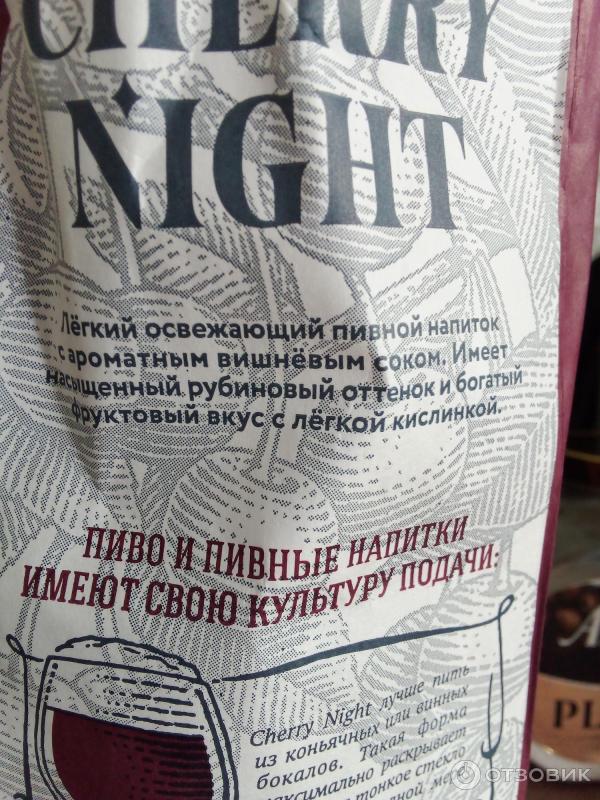 CHERRY
NIGHT
Лёгкий освежающий пивной напиток
с ароматным вишнёвым соком. Имеет
насыщенный рубиновый оттенок и богатый
фруктовый вкус с лёгкой кислинкой.
ПИВО И ПИВНЫЕ НАПИТКИ
ИМЕЮТ СВОЮ КУЛЬТУРУ ПОДАЧИ:
Cherry Night лучше пить
из коньячных или винных
бокалов. Такая форма
максимально раскрывает
тонкое стекло
A
PL
ОТЗОВИК